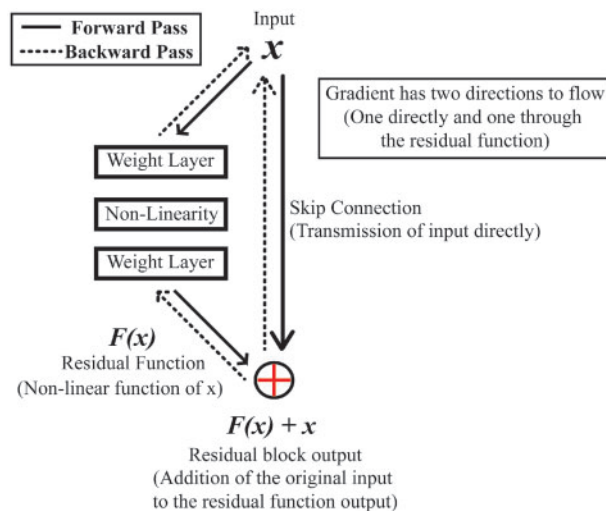 Forward Pass
Backward Pass
Input
x
Gradient has two directions to flow
(One directly and one through
the residual function)
Weight Layer
Non-Linearity
Weight Layer
Skip Connection
(Transmission of input directly)
F(x)
Residual Function
(Non-linear function of x)
F(x) + x
Residual block output
(Addition of the original input
to the residual function output)